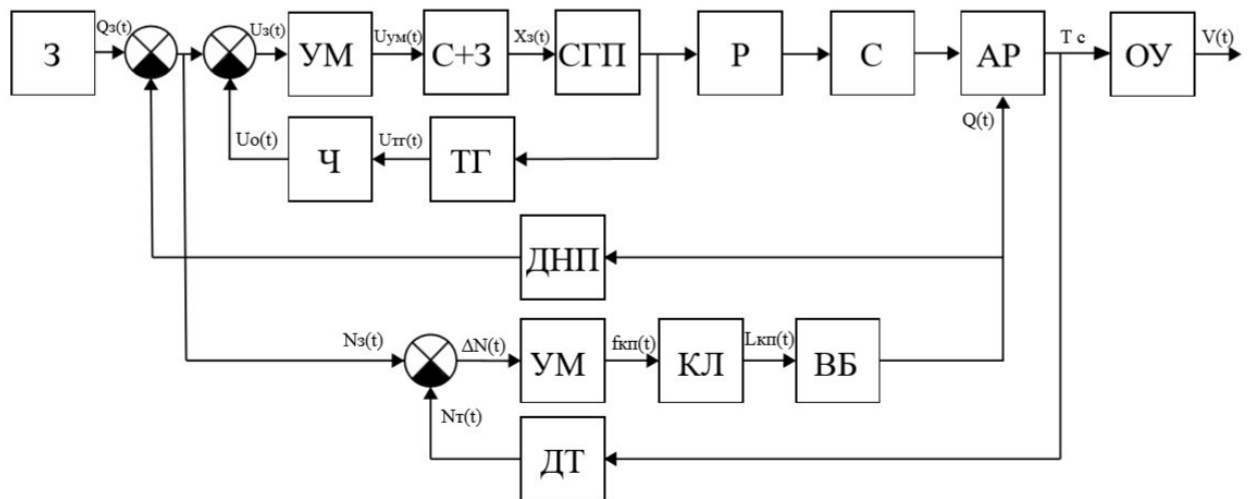 Qз(t)
Uз(t)
Uум(t)
Xз(t)
T c
V(t)
З
УМ
С+З
СГП
Р
С
АР
ОУ
Q(t)
Uо(t)
Uтг(t)
Ч
ТГ
ДНП
Nз(t)
ΔN(t)
fкп(t)
Lкп(t)
УМ
КЛ
ВБ
Nт(t)
ДТ